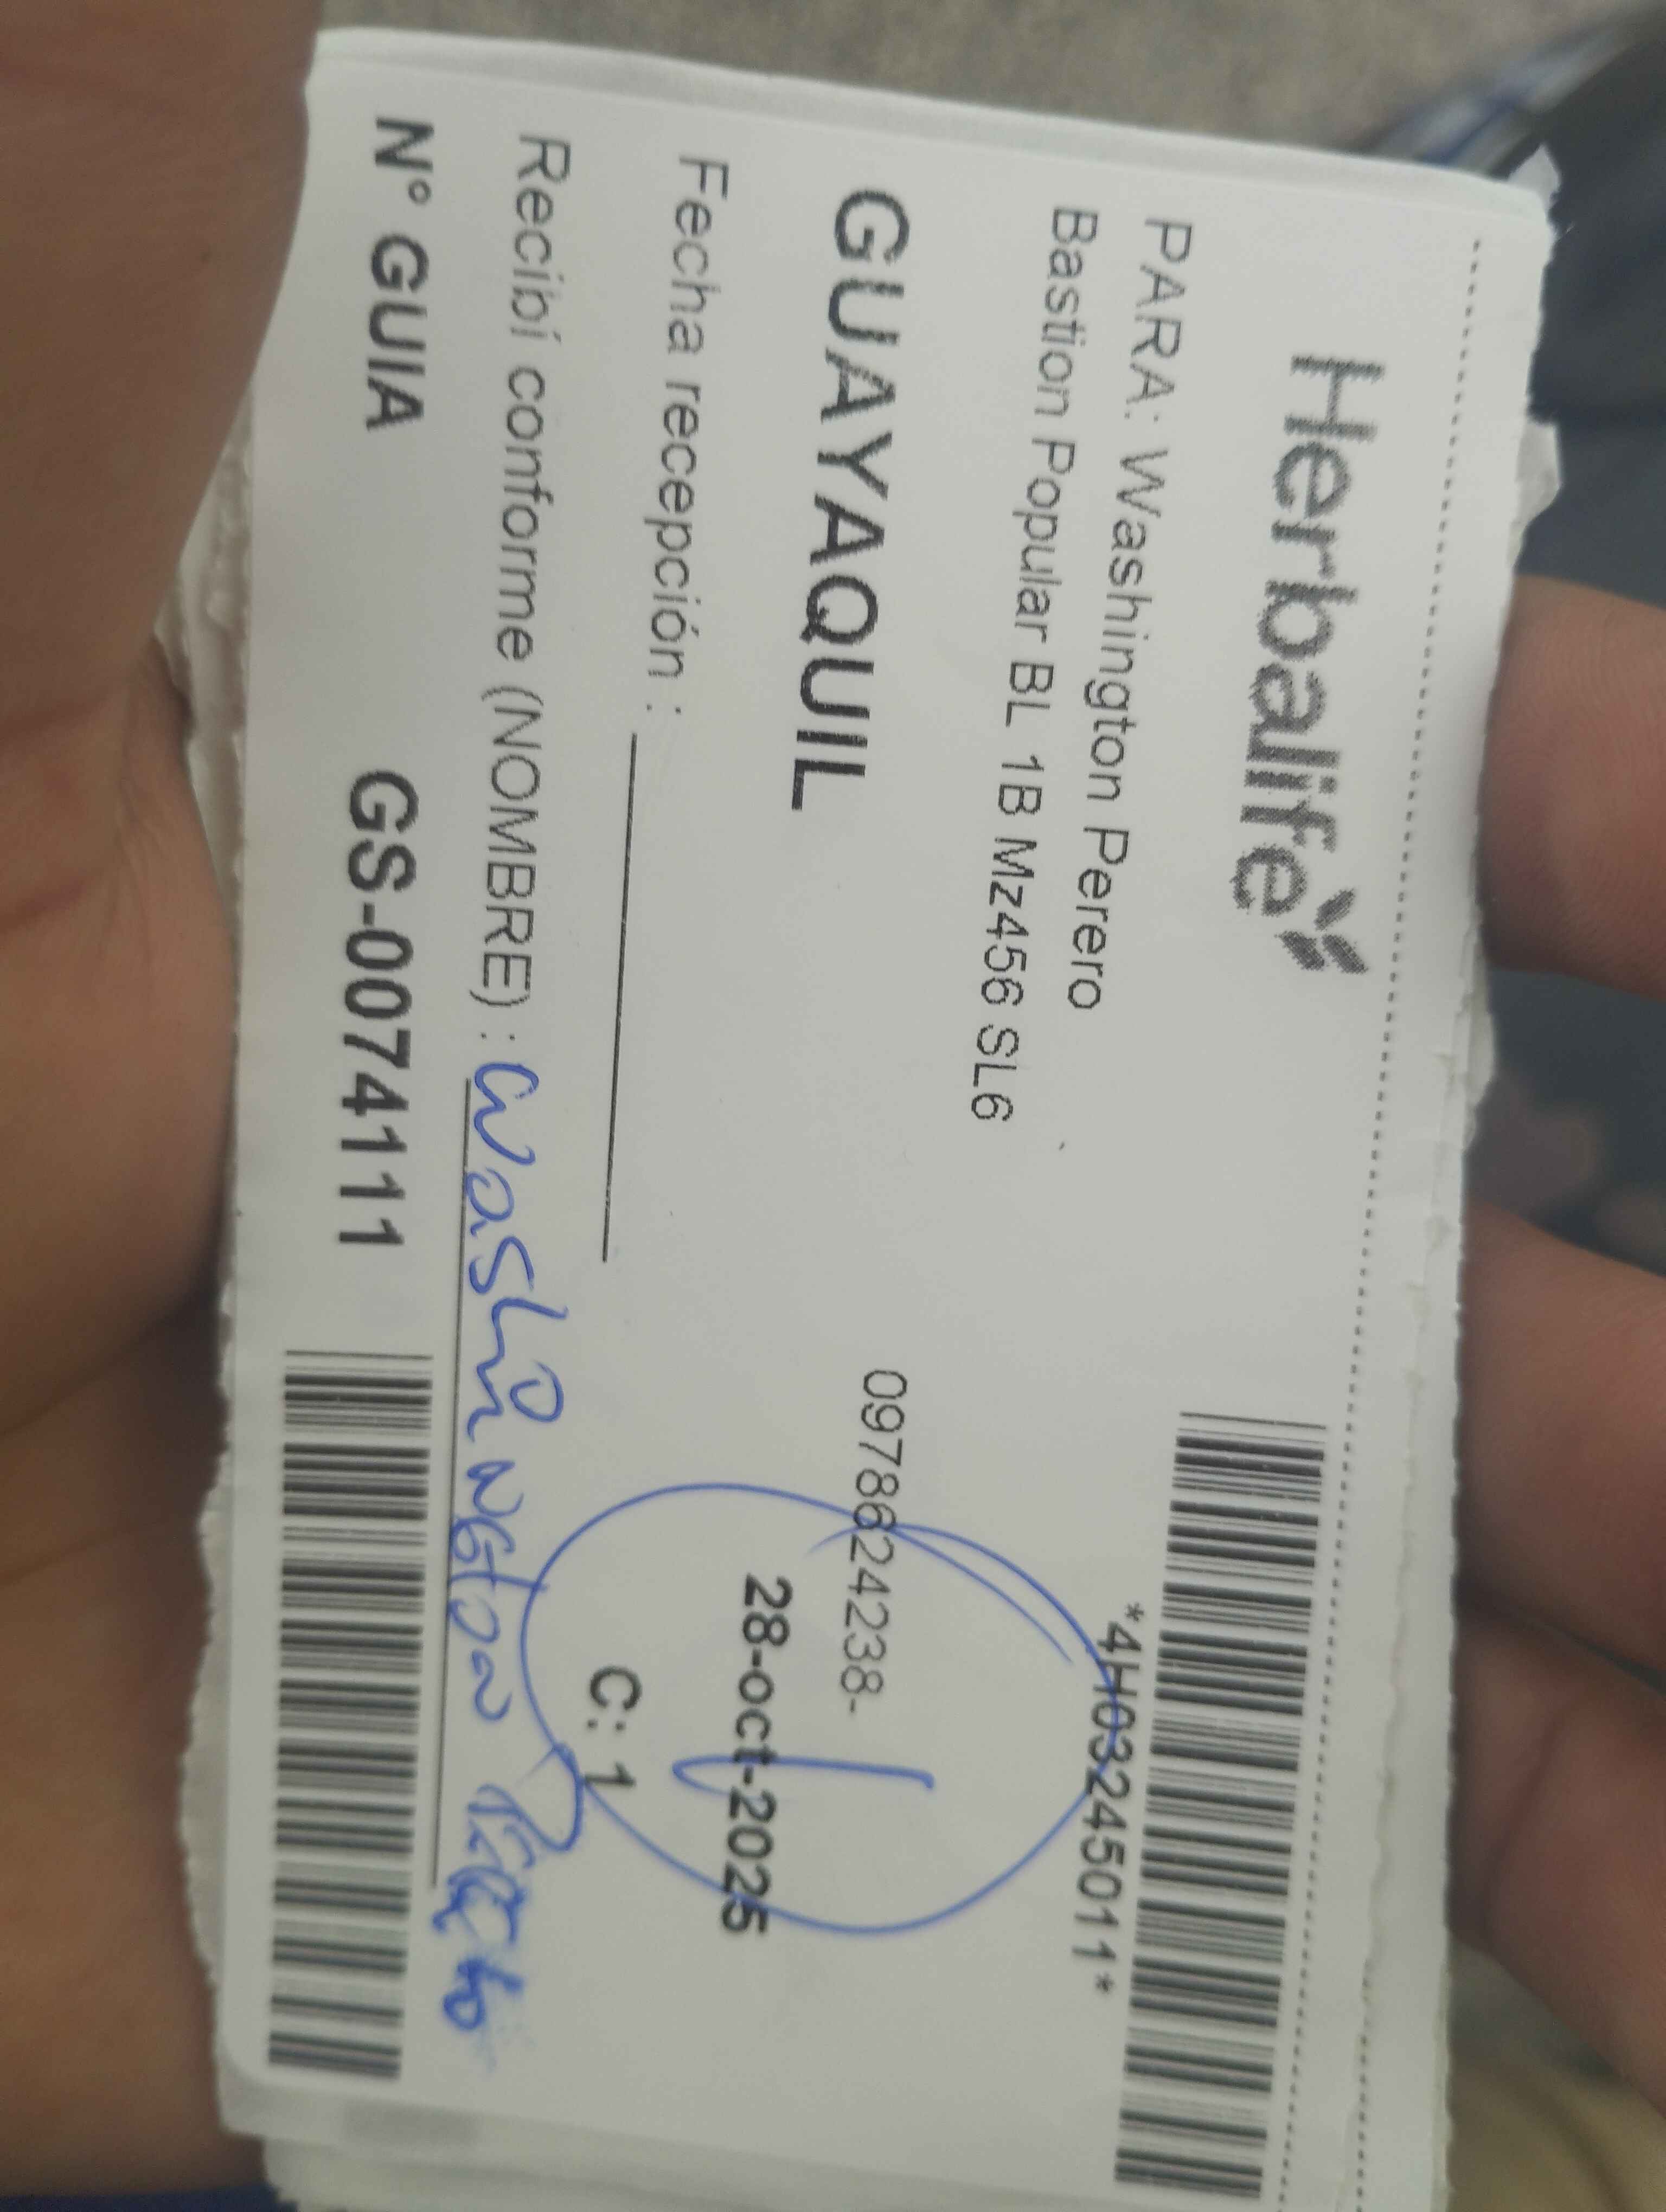 Herbalife
*4H03245011*
PARA: Washington Perero
Bastion Popular BL 1B Mz456 SL6
0978624238-
GUAYAQUIL
28-oct-2025
Fecha recepción :
C: 1
Recibí conforme (NOMBRE) : Washington
N° GUIA GS-0074111